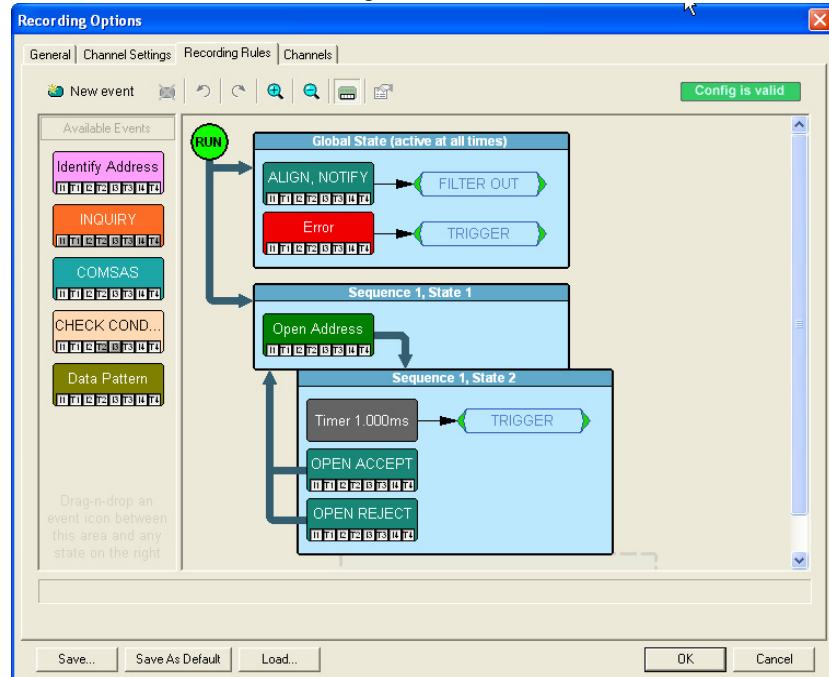 Recording Options
General Channel Settings Recording Rules Channels
New event
Config is valid
Available Events
Identify Address
I1 T1 I2 T2 I3 T3 I4 T4
INQUIRY
I1 T1 I2 T2 I3 T3 I4 T4
COMSAS
I1 T1 I2 T2 I3 T3 I4 T4
CHECK COND...
I1 T1 I2 T2 I3 T3 I4 T4
Data Pattern
I1 T1 I2 T2 I3 T3 I4 T4
Drag-n-drop an
event icon between
this area and any
state on the right
RUN
Global State (active at all times)
ALIGN, NOTIFY
I1 T1 I2 T2 I3 T3 I4 T4
FILTER OUT
Error
I1 T1 I2 T2 I3 T3 I4 T4
TRIGGER
Sequence 1, State 1
Open Address
I1 T1 I2 T2 I3 T3 I4 T4
Sequence 1, State 2
Timer 1.000ms
TRIGGER
OPEN ACCEPT
I1 T1 I2 T2 I3 T3 I4 T4
OPEN REJECT
I1 T1 I2 T2 I3 T3 I4 T4
Save... Save As Default Load... OK Cancel